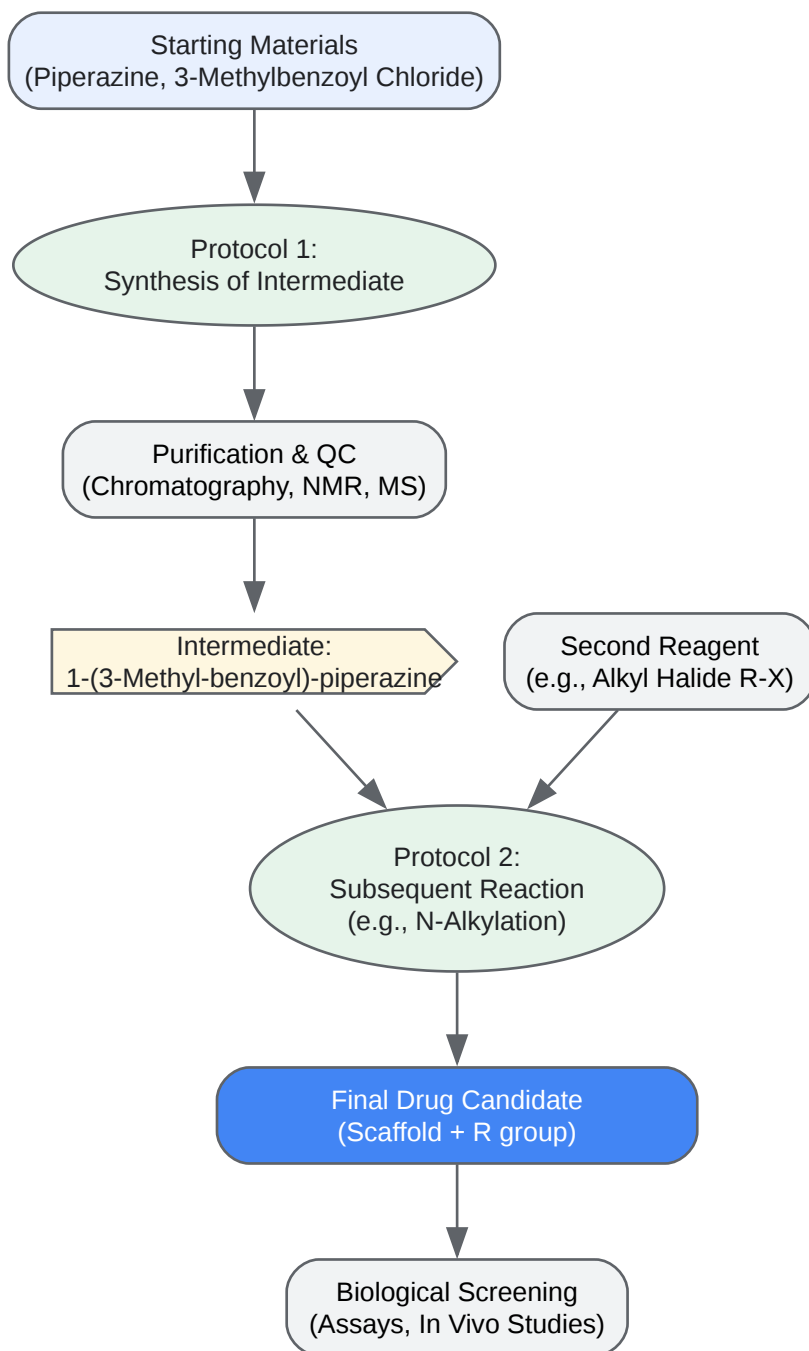 Starting Materials
(Piperazine, 3-Methylbenzoyl Chloride)
Protocol 1:
Synthesis of Intermediate
Purification & QC
(Chromatography, NMR, MS)
Intermediate:
1-(3-Methyl-benzoyl)-piperazine
Second Reagent
(e.g., Alkyl Halide R-X)
Protocol 2:
Subsequent Reaction
(e.g., N-Alkylation)
Final Drug Candidate
(Scaffold + R group)
Biological Screening
(Assays, In Vivo Studies)